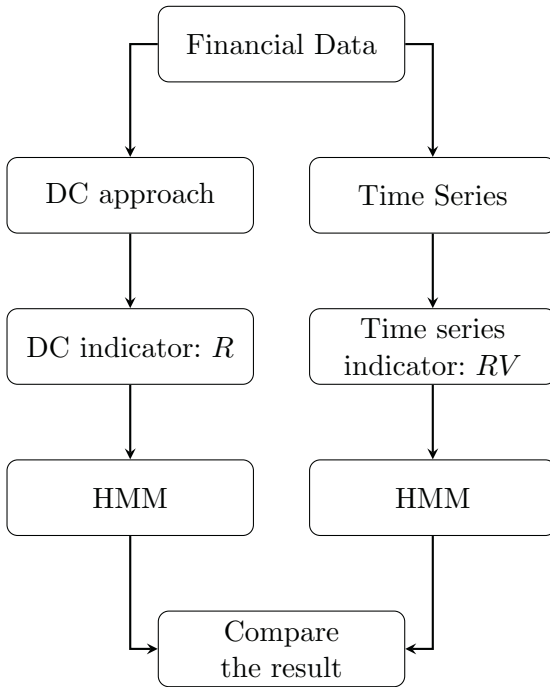 Financial Data
DC approach
Time Series
DC indicator: R
Time series
indicator: RV
HMM
HMM
Compare
the result